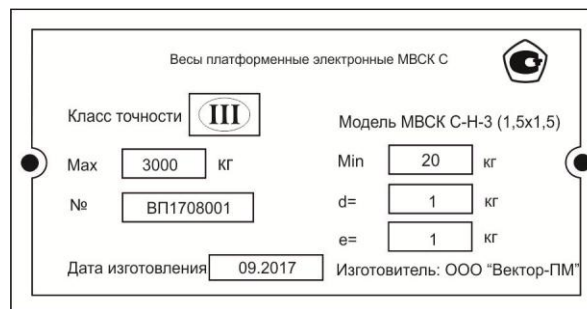 Весы платформенные электронные МВСК С
Класс точности III
Модель МВСК С-Н-3 (1,5х1,5)
Max 3000 кг
Min 20 кг
№ ВП1708001
d= 1 кг
e= 1 кг
Дата изготовления 09.2017
Изготовитель: ООО "Вектор-ПМ"